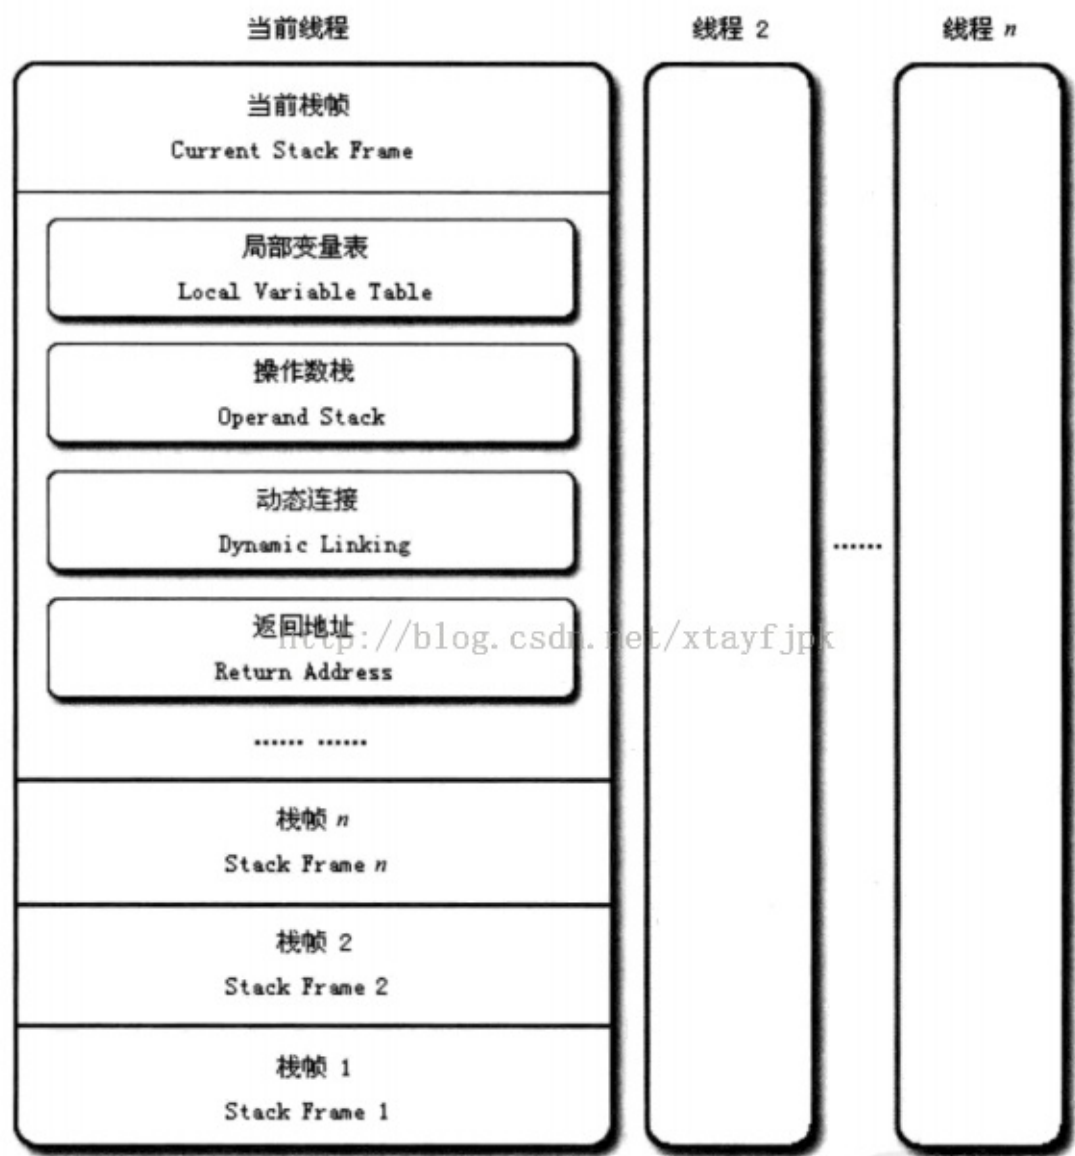 当前线程
线程 2
线程 n
当前栈帧
Current Stack Frame
局部变量表
Local Variable Table
操作数栈
Operand Stack
动态连接
Dynamic Linking
......
返回地址
http://blog.csdn.net/xtayfjpk
Return Address
...... ......
栈帧 n
Stack Frame n
栈帧 2
Stack Frame 2
栈帧 1
Stack Frame 1